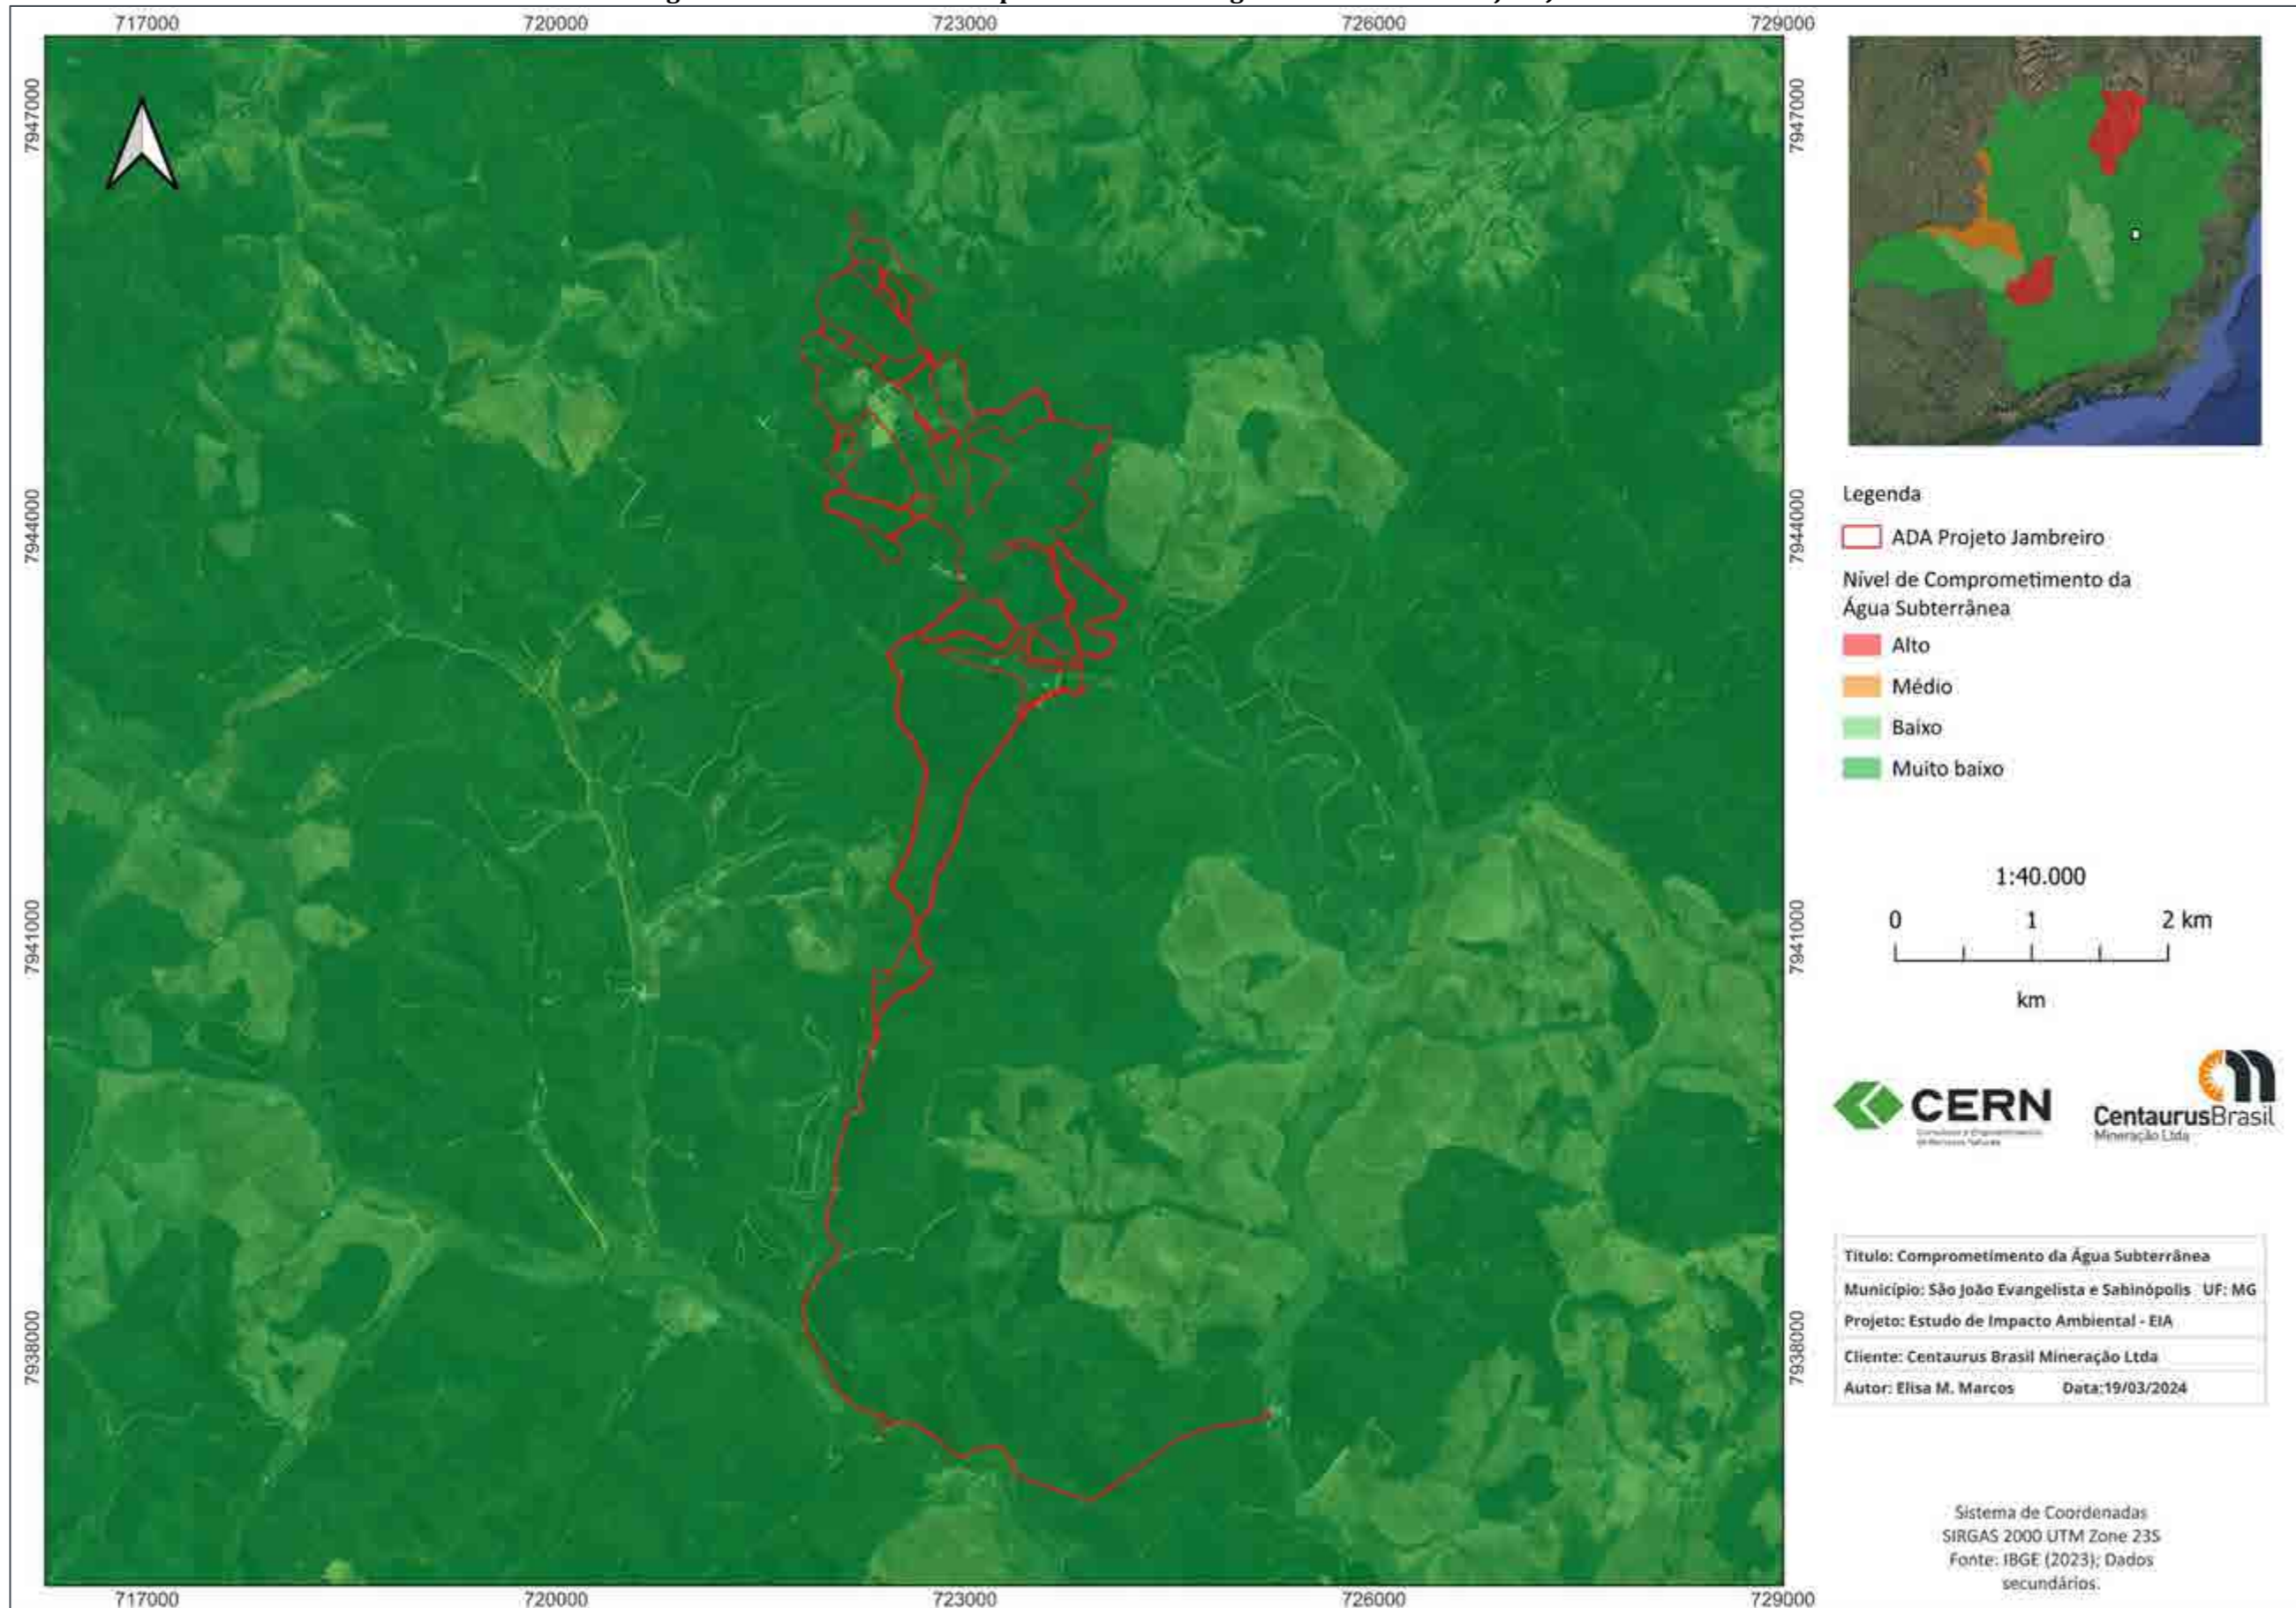 717000 720000 723000 726000 729000
7947000 7947000
7944000 7944000
7941000 7941000
7938000 7938000
717000 720000 723000 726000 729000
Legenda
ADA Projeto Jambreiro
Nível de Comprometimento da
Água Subterrânea
Alto
Médio
Baixo
Muito baixo
1:40.000
0 1 2 km
km
CERN
CentaurusBrasil
Mineração Ltda
Título: Comprometimento da Água Subterrânea
Município: São João Evangelista e Sabinópolis UF: MG
Projeto: Estudo de Impacto Ambiental - EIA
Cliente: Centaurus Brasil Mineração Ltda
Autor: Elisa M. Marcos Data:19/03/2024
Sistema de Coordenadas
SIRGAS 2000 UTM Zone 23S
Fonte: IBGE (2023); Dados
secundários.